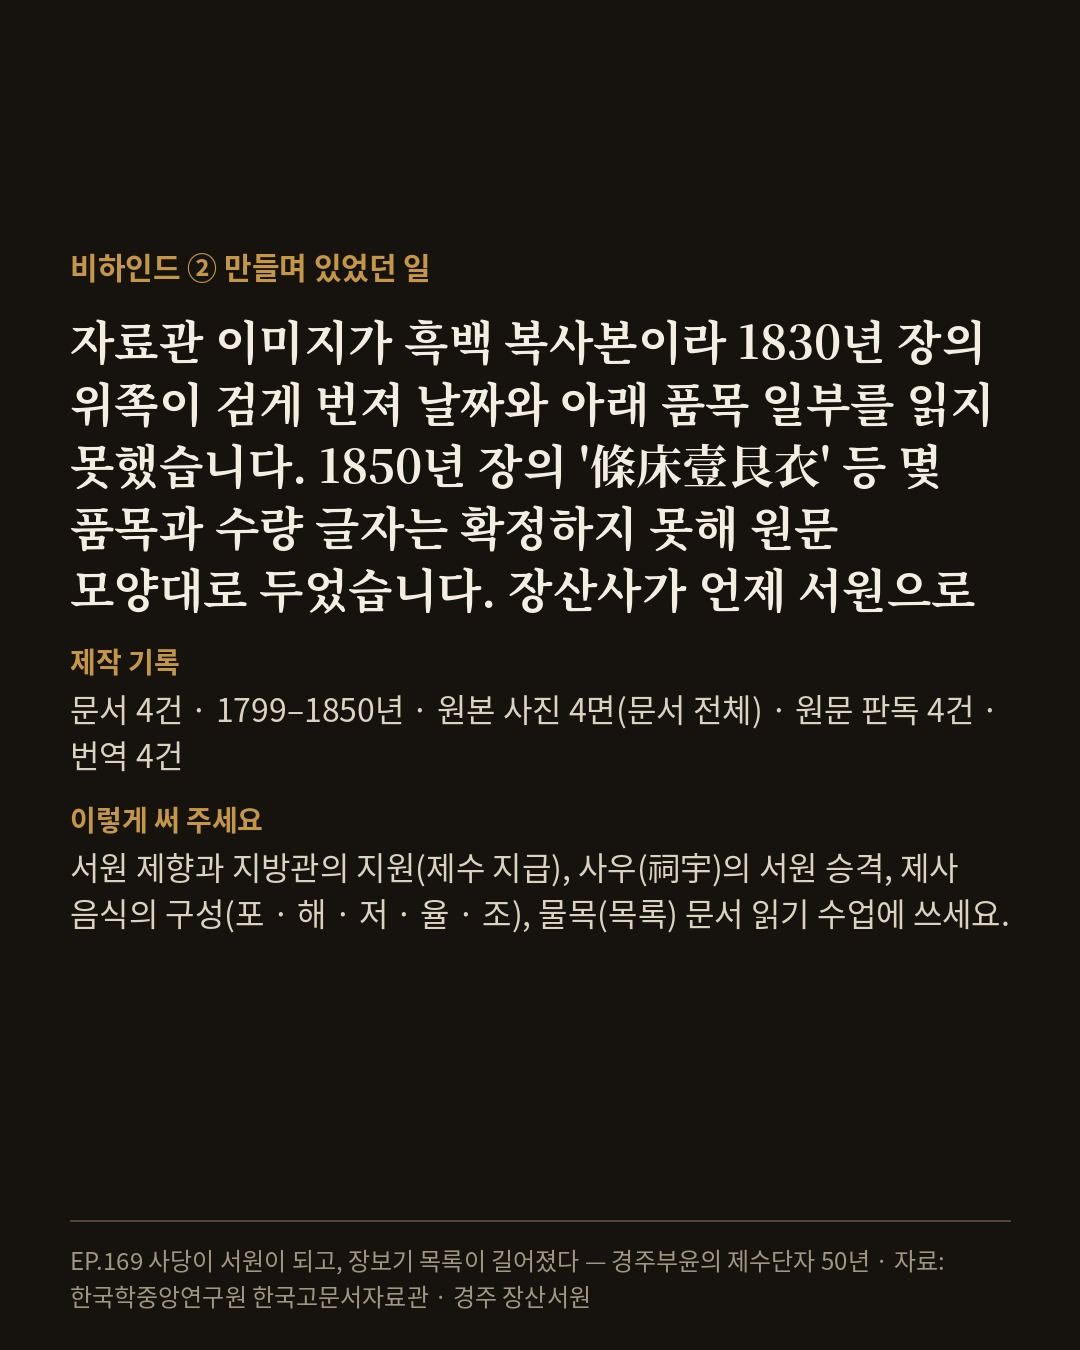 비하인드 ② 만들며 있었던 일
자료관 이미지가 흑백 복사본이라 1830년 장의
위쪽이 검게 번져 날짜와 아래 품목 일부를 읽지
못했습니다. 1850년 장의 '條床壹艮衣' 등 몇
품목과 수량 글자는 확정하지 못해 원문
모양대로 두었습니다. 장산사가 언제 서원으로
제작 기록
문서 4건 · 1799–1850년 · 원본 사진 4면(문서 전체) · 원문 판독 4건 ·
번역 4건
이렇게 써 주세요
서원 제향과 지방관의 지원(제수 지급), 사우(祠宇)의 서원 승격, 제사
음식의 구성(포 · 해 · 저 · 율 · 조), 물목(목록) 문서 읽기 수업에 쓰세요.
EP.169 사당이 서원이 되고, 장보기 목록이 길어졌다 — 경주부윤의 제수단자 50년 · 자료:
한국학중앙연구원 한국고문서자료관 · 경주 장산서원